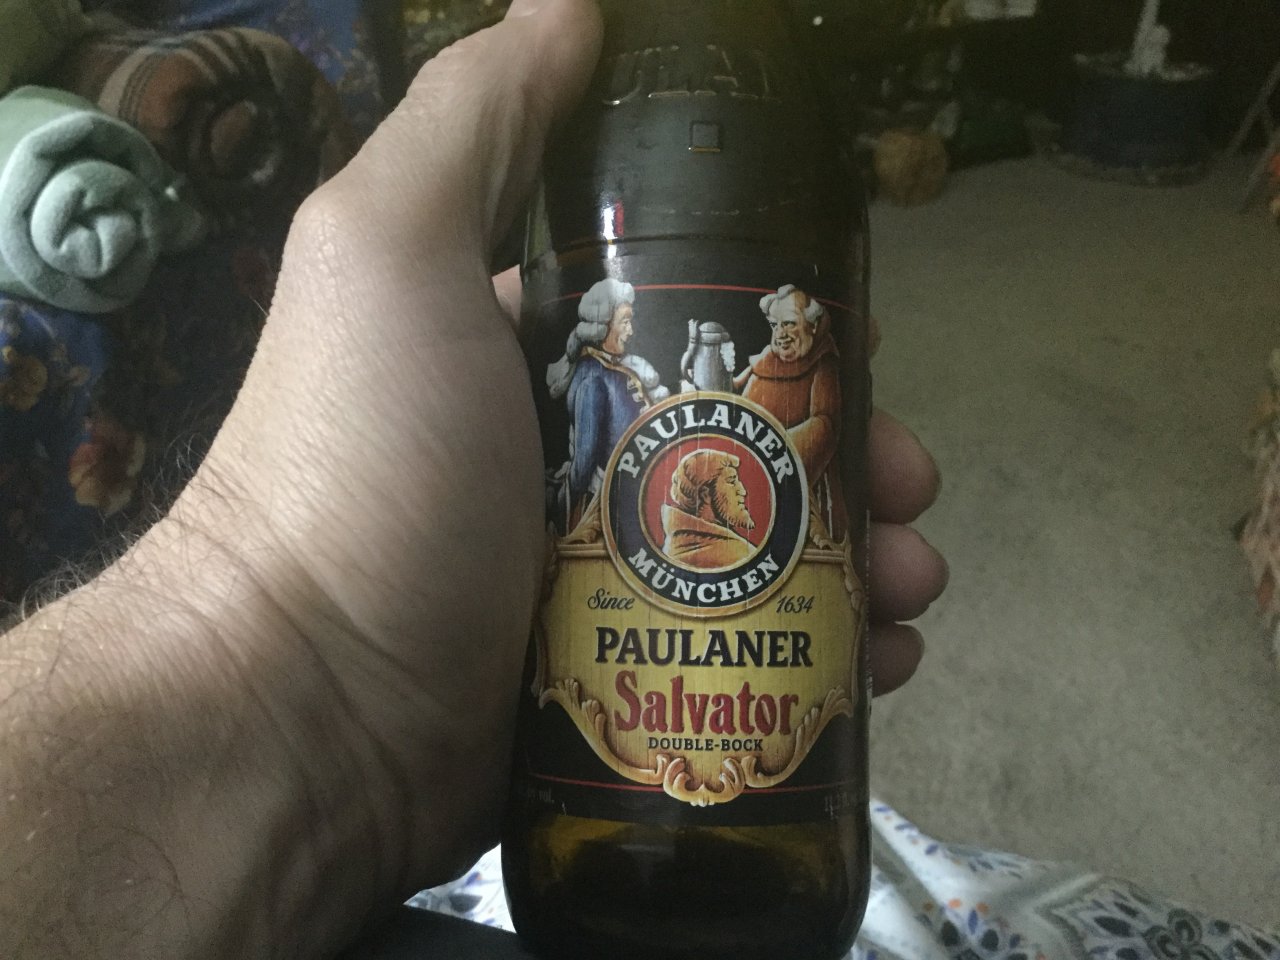 PAULANER
MÜNCHEN
Since 1634
PAULANER
Salvator
DOUBLE-BOCK